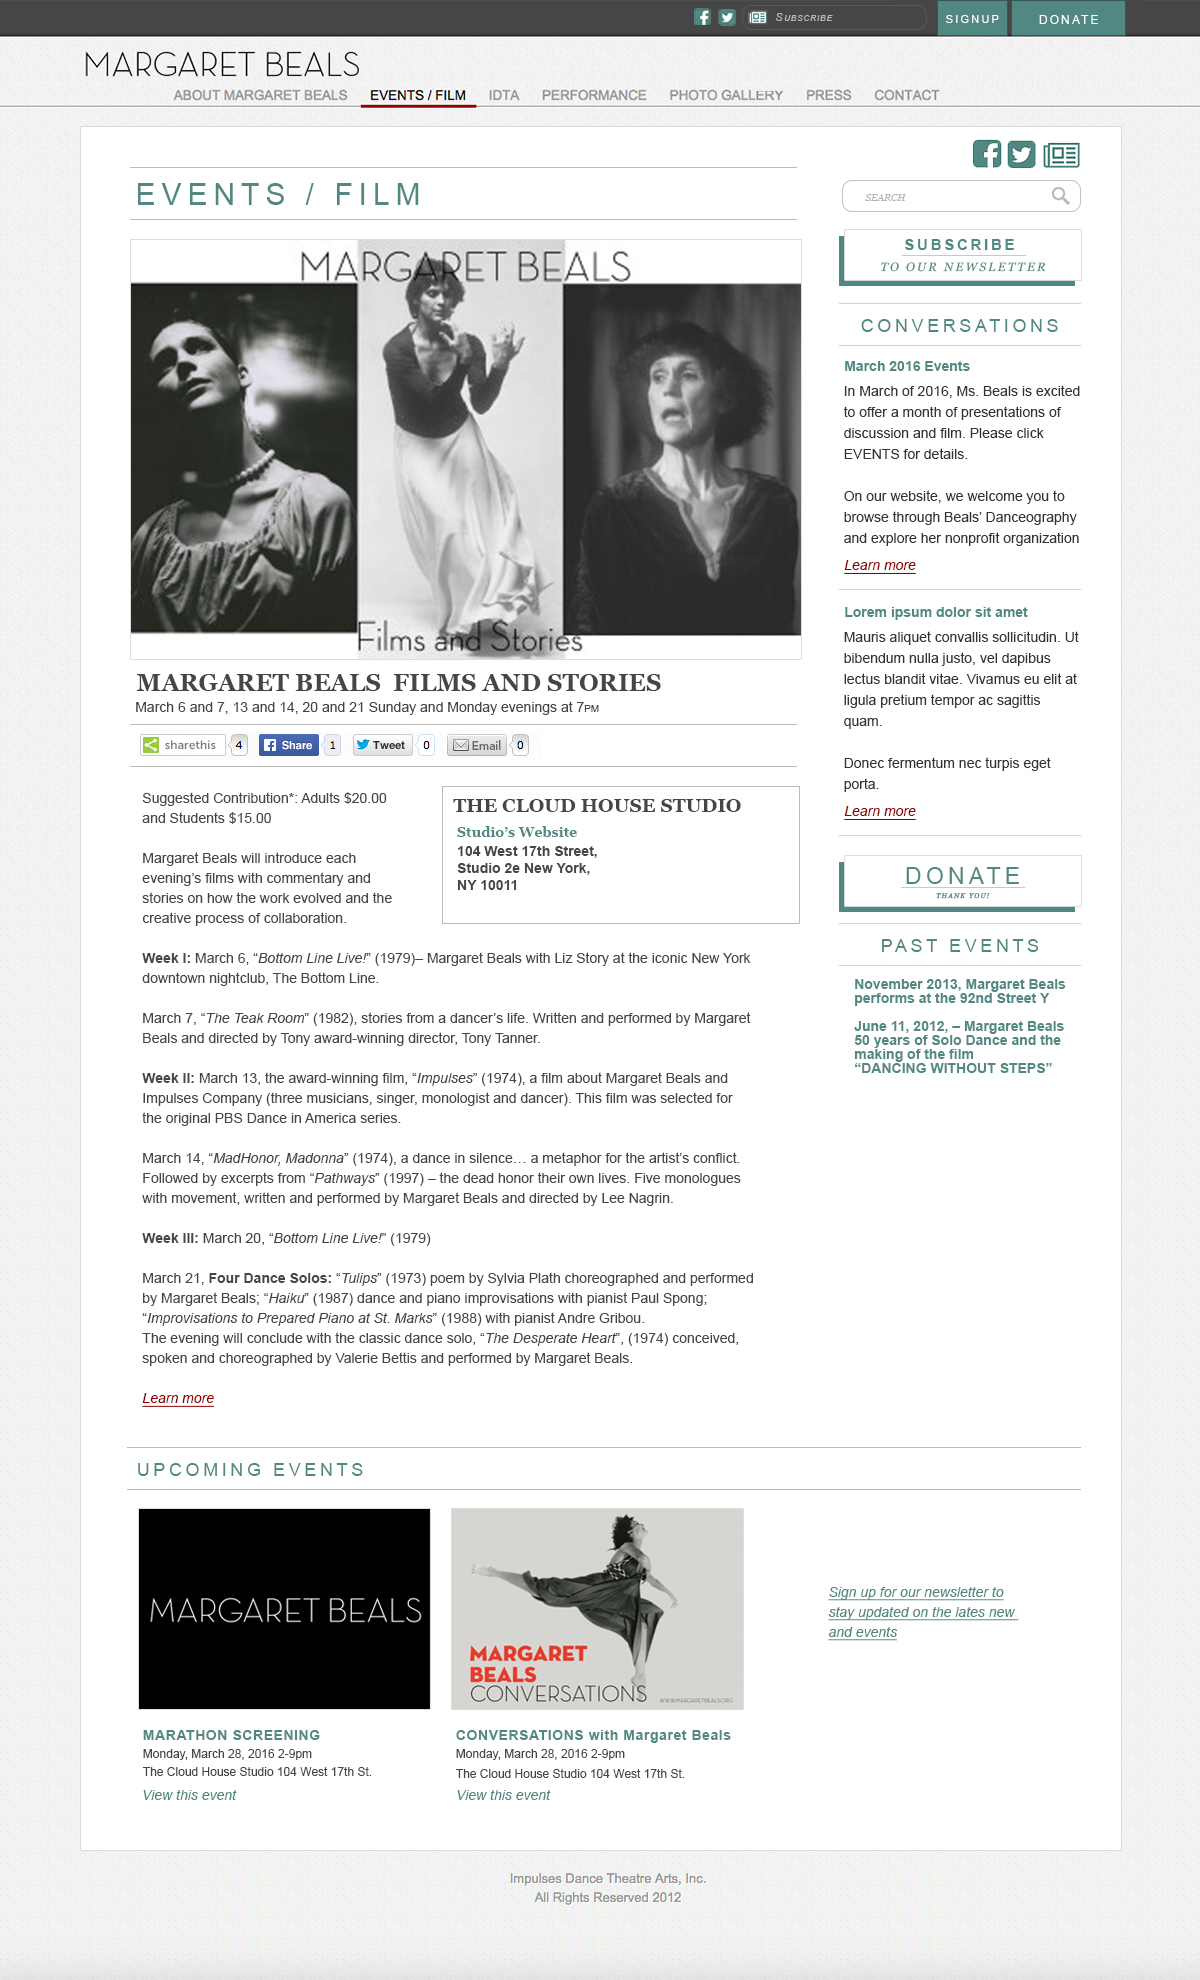 SUBSCRIBE
SIGNUP
DONATE
MARGARET BEALS
ABOUT MARGARET BEALS
EVENTS / FILM
IDTA
PERFORMANCE
PHOTO GALLERY
PRESS
CONTACT
EVENTS / FILM
MARGARET BEALS
Films and Stories
MARGARET BEALS  FILMS AND STORIES
March 6 and 7, 13 and 14, 20 and 21 Sunday and Monday evenings at 7PM
sharethis 4
Share 1
Tweet 0
Email 0
Suggested Contribution*: Adults $20.00
and Students $15.00
Margaret Beals will introduce each
evening's films with commentary and
stories on how the work evolved and the
creative process of collaboration.
THE CLOUD HOUSE STUDIO
Studio's Website
104 West 17th Street,
Studio 2e New York,
NY 10011
Week I: March 6, “Bottom Line Live!” (1979)– Margaret Beals with Liz Story at the iconic New York
downtown nightclub, The Bottom Line.
March 7, “The Teak Room” (1982), stories from a dancer's life. Written and performed by Margaret
Beals and directed by Tony award-winning director, Tony Tanner.
Week II: March 13, the award-winning film, “Impulses” (1974), a film about Margaret Beals and
Impulses Company (three musicians, singer, monologist and dancer). This film was selected for
the original PBS Dance in America series.
March 14, “MadHonor, Madonna” (1974), a dance in silence… a metaphor for the artist's conflict.
Followed by excerpts from “Pathways” (1997) – the dead honor their own lives. Five monologues
with movement, written and performed by Margaret Beals and directed by Lee Nagrin.
Week III: March 20, “Bottom Line Live!” (1979)
March 21, Four Dance Solos: “Tulips” (1973) poem by Sylvia Plath choreographed and performed
by Margaret Beals; “Haiku” (1987) dance and piano improvisations with pianist Paul Spong;
“Improvisations to Prepared Piano at St. Marks” (1988) with pianist Andre Gribou.
The evening will conclude with the classic dance solo, “The Desperate Heart”, (1974) conceived,
spoken and choreographed by Valerie Bettis and performed by Margaret Beals.
Learn more
SEARCH
SUBSCRIBE
TO OUR NEWSLETTER
CONVERSATIONS
March 2016 Events
In March of 2016, Ms. Beals is excited
to offer a month of presentations of
discussion and film. Please click
EVENTS for details.
On our website, we welcome you to
browse through Beals' Danceography
and explore her nonprofit organization
Learn more
Lorem ipsum dolor sit amet
Mauris aliquet convallis sollicitudin. Ut
bibendum nulla justo, vel dapibus
lectus blandit vitae. Vivamus eu elit at
ligula pretium tempor ac sagittis
quam.
Donec fermentum nec turpis eget
porta.
Learn more
DONATE
THANK YOU!
PAST EVENTS
November 2013, Margaret Beals
performs at the 92nd Street Y
June 11, 2012, – Margaret Beals
50 years of Solo Dance and the
making of the film
“DANCING WITHOUT STEPS”
UPCOMING EVENTS
MARGARET BEALS
MARGARET
BEALS
CONVERSATIONS
WWW.MARGARETBEALS.ORG
MARATHON SCREENING
Monday, March 28, 2016 2-9pm
The Cloud House Studio 104 West 17th St.
View this event
CONVERSATIONS with Margaret Beals
Monday, March 28, 2016 2-9pm
The Cloud House Studio 104 West 17th St.
View this event
Sign up for our newsletter to
stay updated on the lates new
and events
Impulses Dance Theatre Arts, Inc.
All Rights Reserved 2012